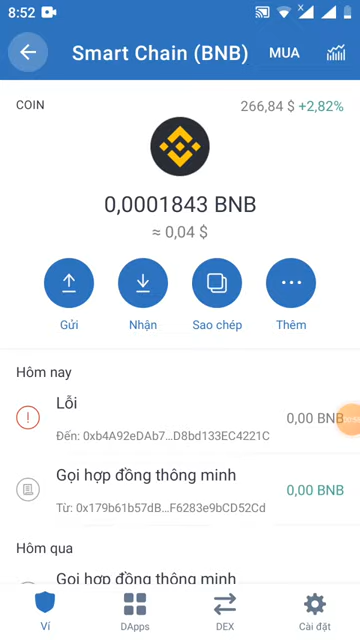 8:52
Smart Chain (BNB)
MUA
COIN
266,84 $ +2,82%
0,0001843 BNB
≈ 0,04 $
Gửi
Nhận
Sao chép
Thêm
Hôm nay
Lỗi
0,00 BNB
Đến: 0xb4A92eDAb7...D8bd133EC4221C
Gọi hợp đồng thông minh
0,00 BNB
Từ: 0x179b61b57dB...F6283e9bCD52Cd
Hôm qua
Gọi hợp đồng thông minh
Ví
DApps
DEX
Cài đặt